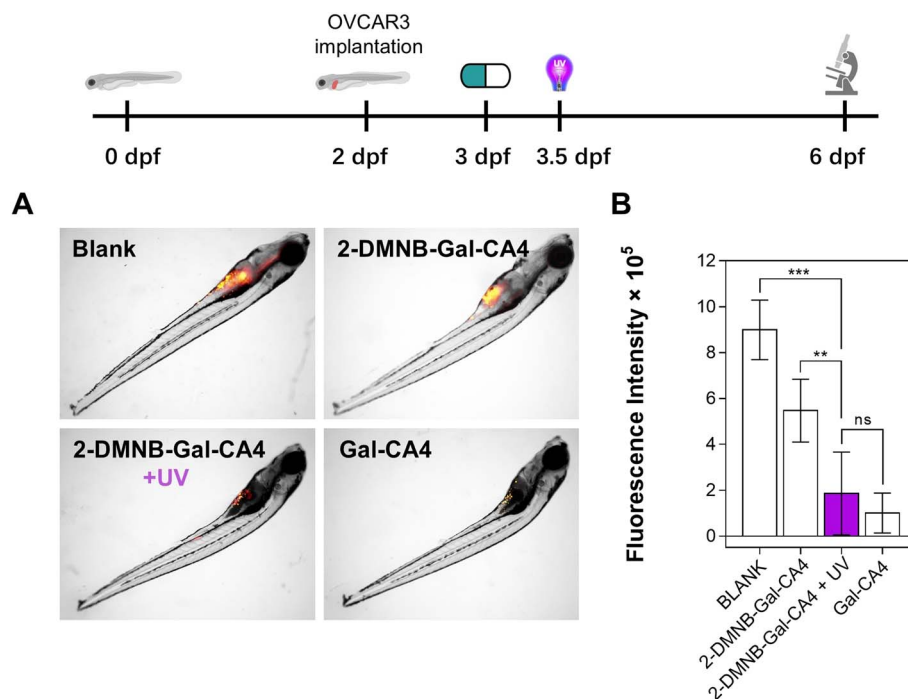 OVCAR3
implantation
UV
0 dpf
2 dpf
3 dpf
3.5 dpf
6 dpf
A
B
Blank
2-DMNB-Gal-CA4
2-DMNB-Gal-CA4
+UV
Gal-CA4
Fluorescence Intensity × 10⁵
12
10
8
6
4
2
0
***
**
ns
BLANK
2-DMNB-Gal-CA4
2-DMNB-Gal-CA4 + UV
Gal-CA4